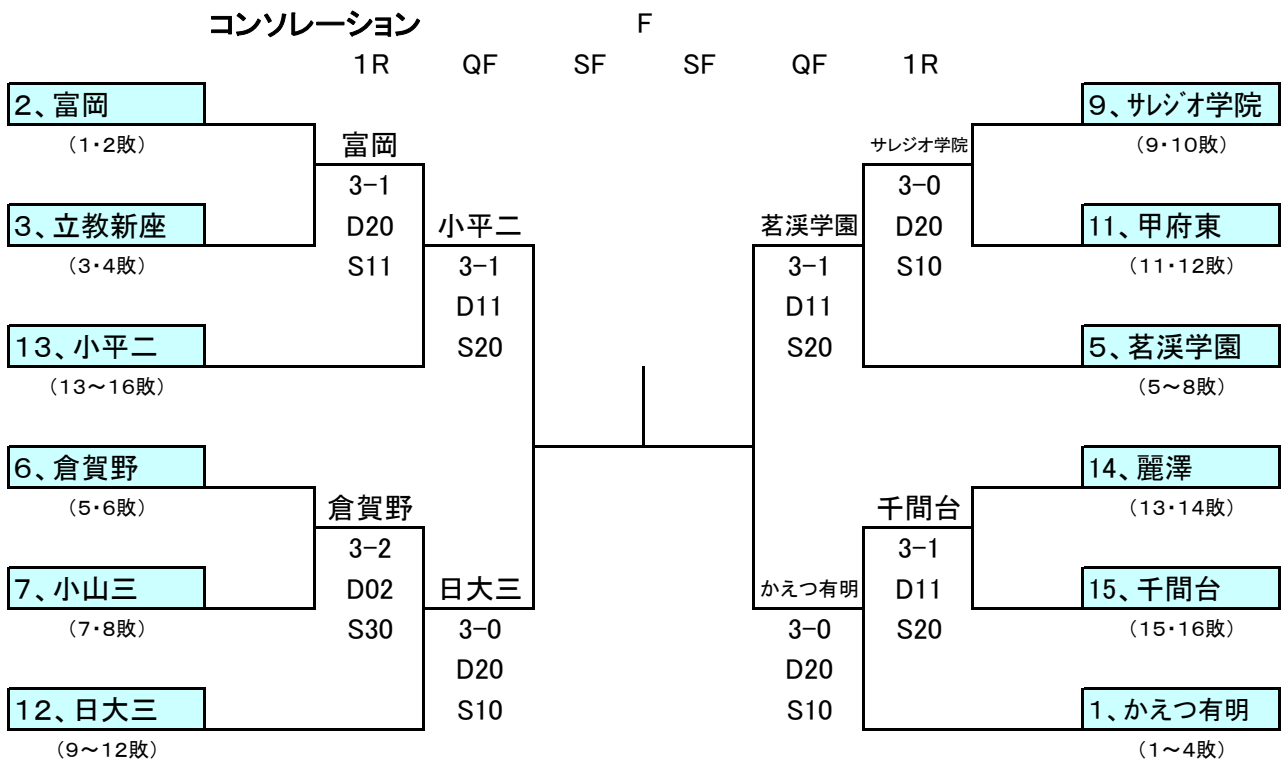 コンソレーション F
1R QF SF SF QF 1R
2、富岡 9、サレジオ学院
（1・2敗） 富岡 サレジオ学院 （9・10敗）
3-1 3-0
3、立教新座 D20 小平二 茗渓学園 D20 11、甲府東
（3・4敗） S11 3-1 3-1 S10 （11・12敗）
D11 D11
13、小平二 S20 S20 5、茗渓学園
（13～16敗） （5～8敗）
6、倉賀野 14、麗澤
（5・6敗） 倉賀野 千間台 （13・14敗）
3-2 3-1
7、小山三 D02 日大三 かえつ有明 D11 15、千間台
（7・8敗） S30 3-0 3-0 S20 （15・16敗）
D20 D20
12、日大三 S10 S10 1、かえつ有明
（9～12敗） （1～4敗）